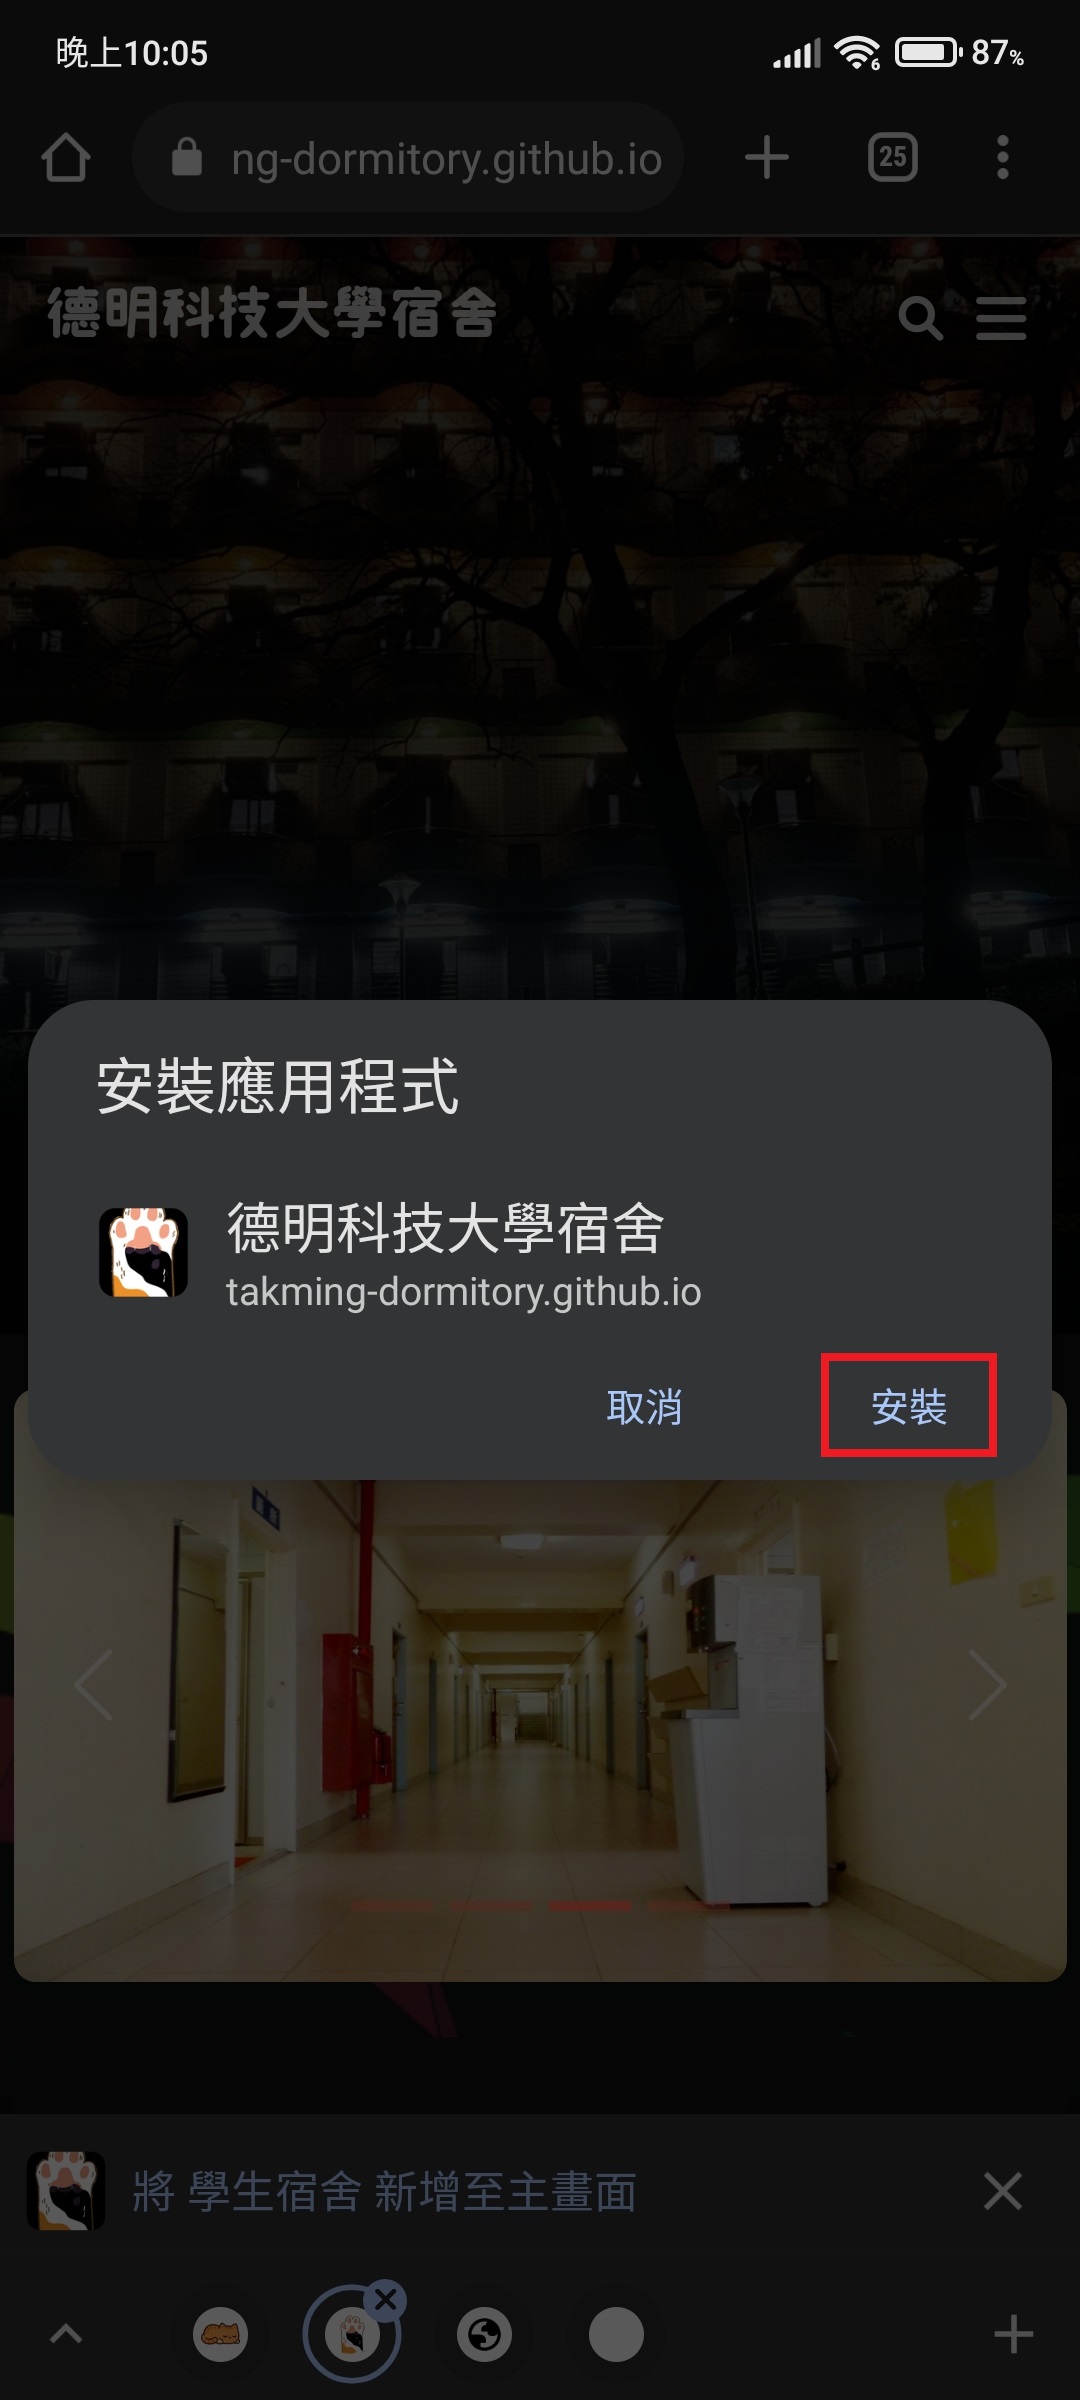 晚上10:05
6
87%
ng-dormitory.github.io
25
德明科技大學宿舍
安裝應用程式
德明科技大學宿舍
takming-dormitory.github.io
取消
安裝
將 學生宿舍 新增至主畫面